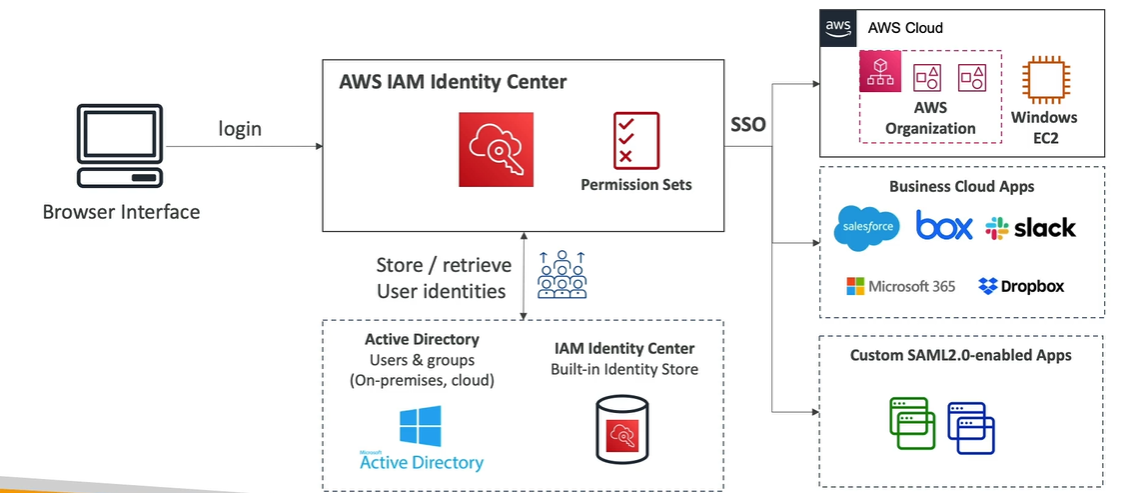 Browser Interface
login
AWS IAM Identity Center
Permission Sets
Store / retrieve
User identities
Active Directory
Users & groups
(On-premises, cloud)
Microsoft
Active Directory
IAM Identity Center
Built-in Identity Store
SSO
aws
AWS Cloud
AWS
Organization
Windows
EC2
Business Cloud Apps
salesforce
box
slack
Microsoft 365
Dropbox
Custom SAML2.0-enabled Apps